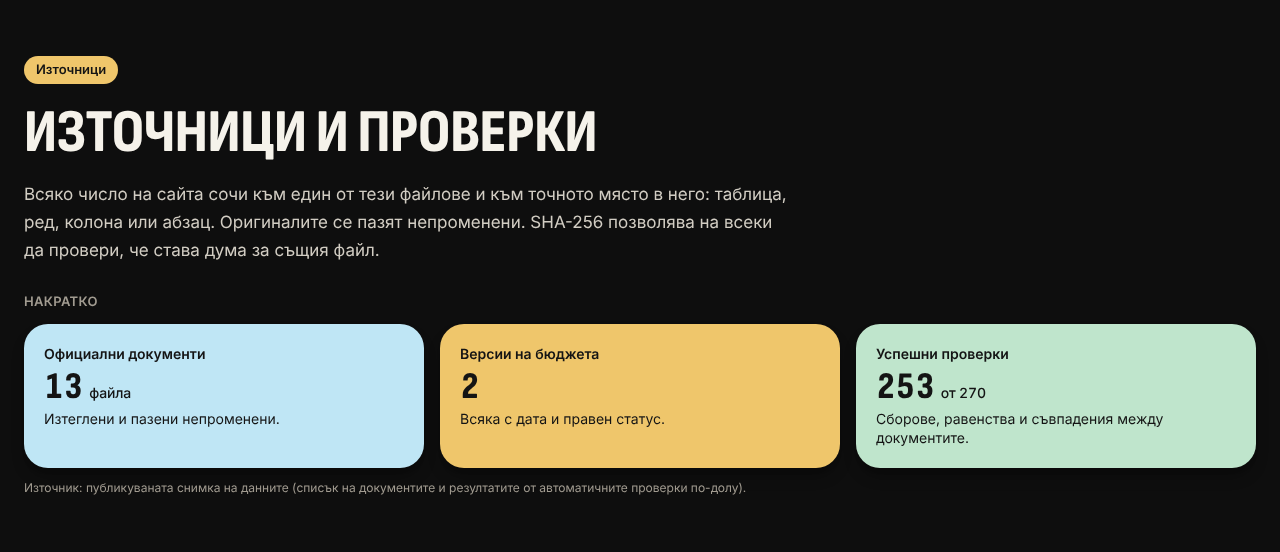 Източници
ИЗТОЧНИЦИ И ПРОВЕРКИ
Всяко число на сайта сочи към един от тези файлове и към точното място в него: таблица,
ред, колона или абзац. Оригиналите се пазят непроменени. SHA-256 позволява на всеки
да провери, че става дума за същия файл.
НАКРАТКО
Официални документи
13 файла
Изтеглени и пазени непроменени.
Версии на бюджета
2
Всяка с дата и правен статус.
Успешни проверки
253 от 270
Сборове, равенства и съвпадения между
документите.
Източник: публикуваната снимка на данните (списък на документите и резултатите от автоматичните проверки по-долу).